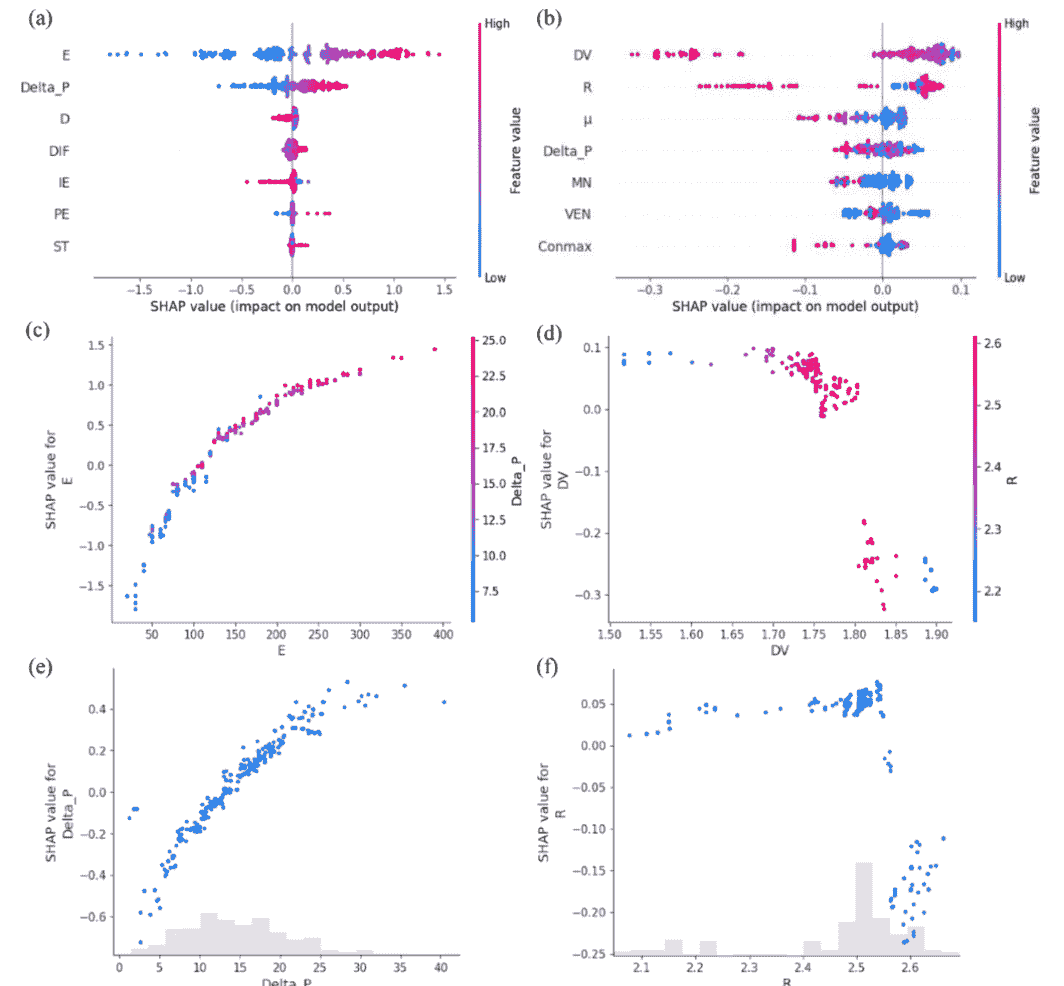 (a)
E
Delta_P
D
DIF
IE
PE
ST
−1.5 −1.0 −0.5 0.0 0.5 1.0 1.5
SHAP value (impact on model output)
High
Feature value
Low
(b)
DV
R
μ
Delta_P
MN
VEN
Conmax
−0.3 −0.2 −0.1 0.0 0.1
SHAP value (impact on model output)
High
Feature value
Low
(c)
1.5
1.0
0.5
0.0
−0.5
−1.0
−1.5
SHAP value for
E
50 100 150 200 250 300 350 400
E
25.0
22.5
20.0
17.5
15.0
12.5
10.0
7.5
Delta_P
(d)
0.1
0.0
−0.1
−0.2
−0.3
SHAP value for
DV
1.50 1.55 1.60 1.65 1.70 1.75 1.80 1.85 1.90
DV
2.6
2.5
2.4
2.3
2.2
R
(e)
0.4
0.2
0.0
−0.2
−0.4
−0.6
SHAP value for
Delta_P
0 5 10 15 20 25 30 35 40
Delta_P
(f)
0.05
0.00
−0.05
−0.10
−0.15
−0.20
−0.25
SHAP value for
R
2.1 2.2 2.3 2.4 2.5 2.6
R